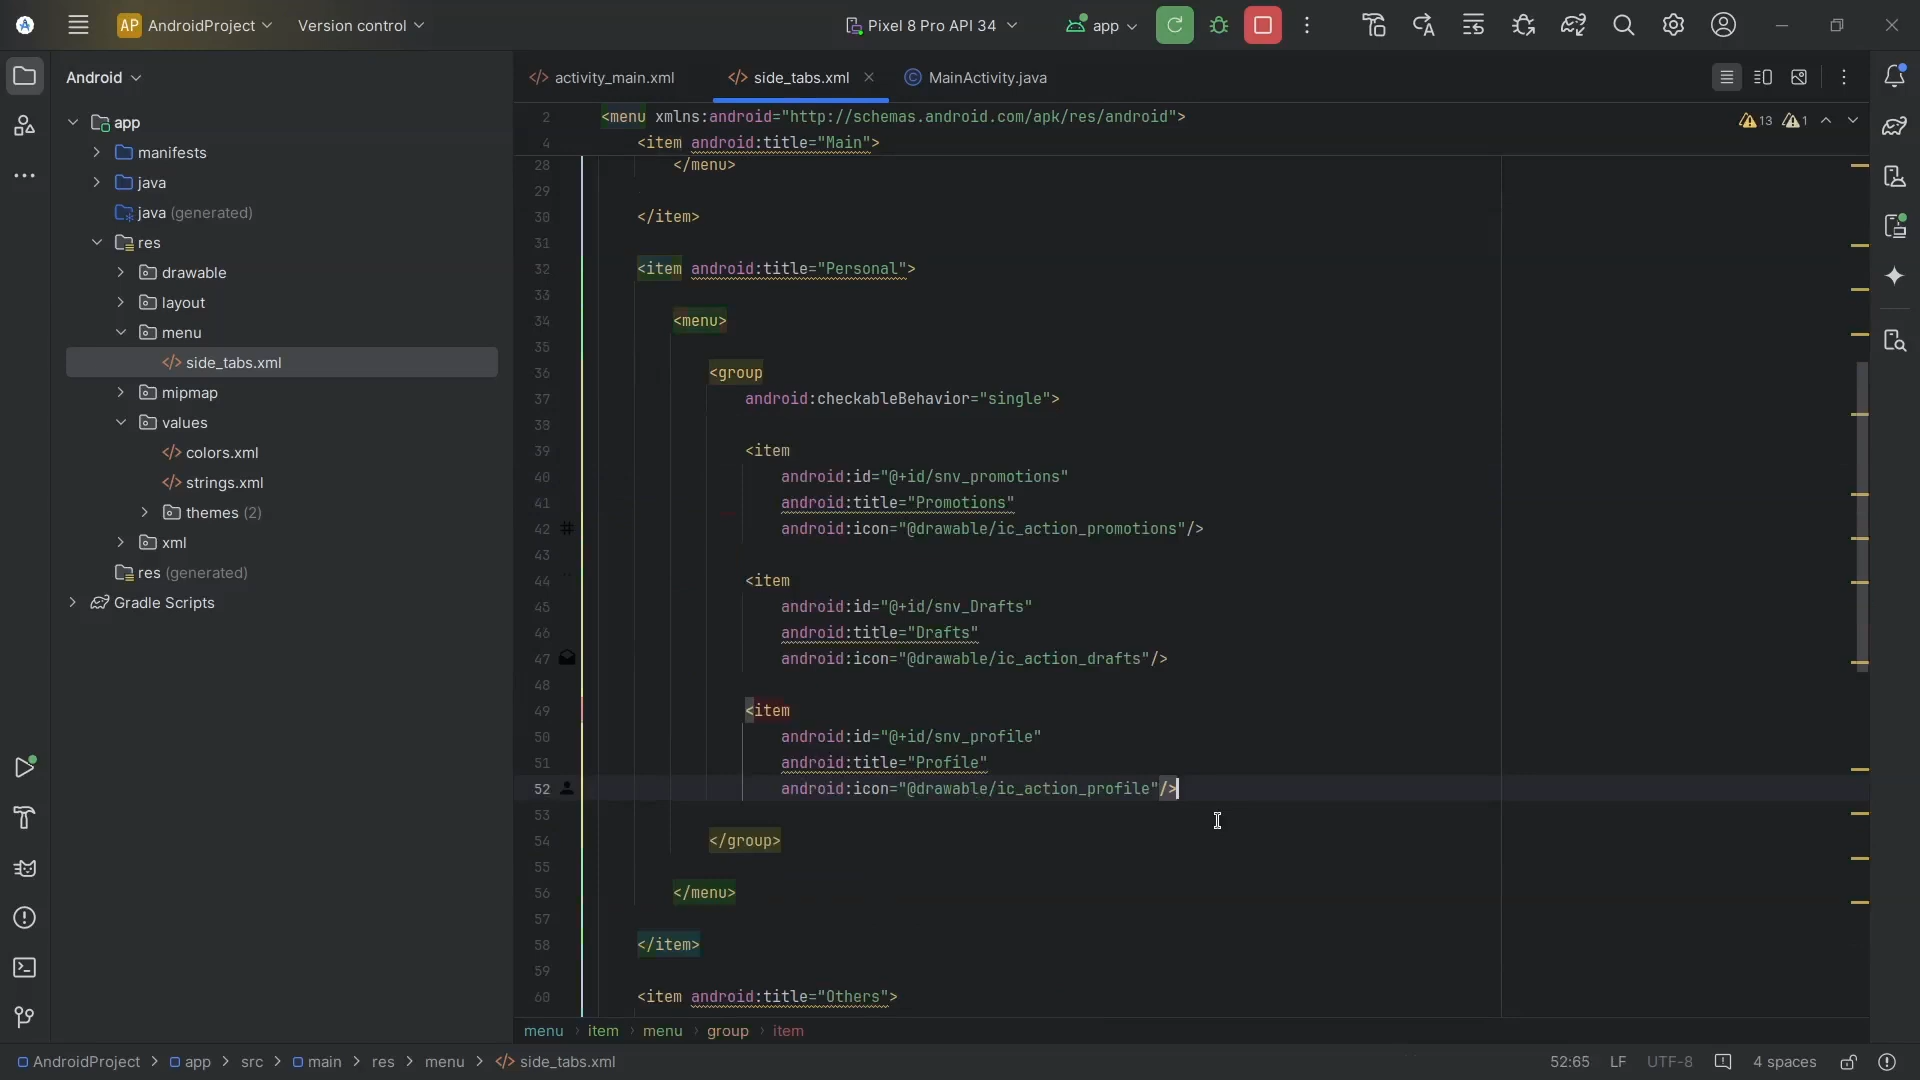 AP AndroidProject Version control Pixel 8 Pro API 34 app
Android
app
manifests
java
java (generated)
res
drawable
layout
menu
side_tabs.xml
mipmap
values
colors.xml
strings.xml
themes (2)
xml
res (generated)
Gradle Scripts
activity_main.xml side_tabs.xml MainActivity.java
13 1
2 <menu xmlns:android="http://schemas.android.com/apk/res/android">
4 <item android:title="Main">
28 </menu>
29
30 </item>
31
32 <item android:title="Personal">
33
34 <menu>
35
36 <group
37 android:checkableBehavior="single">
38
39 <item
40 android:id="@+id/snv_promotions"
41 android:title="Promotions"
42 android:icon="@drawable/ic_action_promotions"/>
43
44 <item
45 android:id="@+id/snv_Drafts"
46 android:title="Drafts"
47 android:icon="@drawable/ic_action_drafts"/>
48
49 <item
50 android:id="@+id/snv_profile"
51 android:title="Profile"
52 android:icon="@drawable/ic_action_profile"/>
53
54 </group>
55
56 </menu>
57
58 </item>
59
60 <item android:title="Others">
menu item menu group item
AndroidProject app src main res menu side_tabs.xml 52:65 LF UTF-8 4 spaces